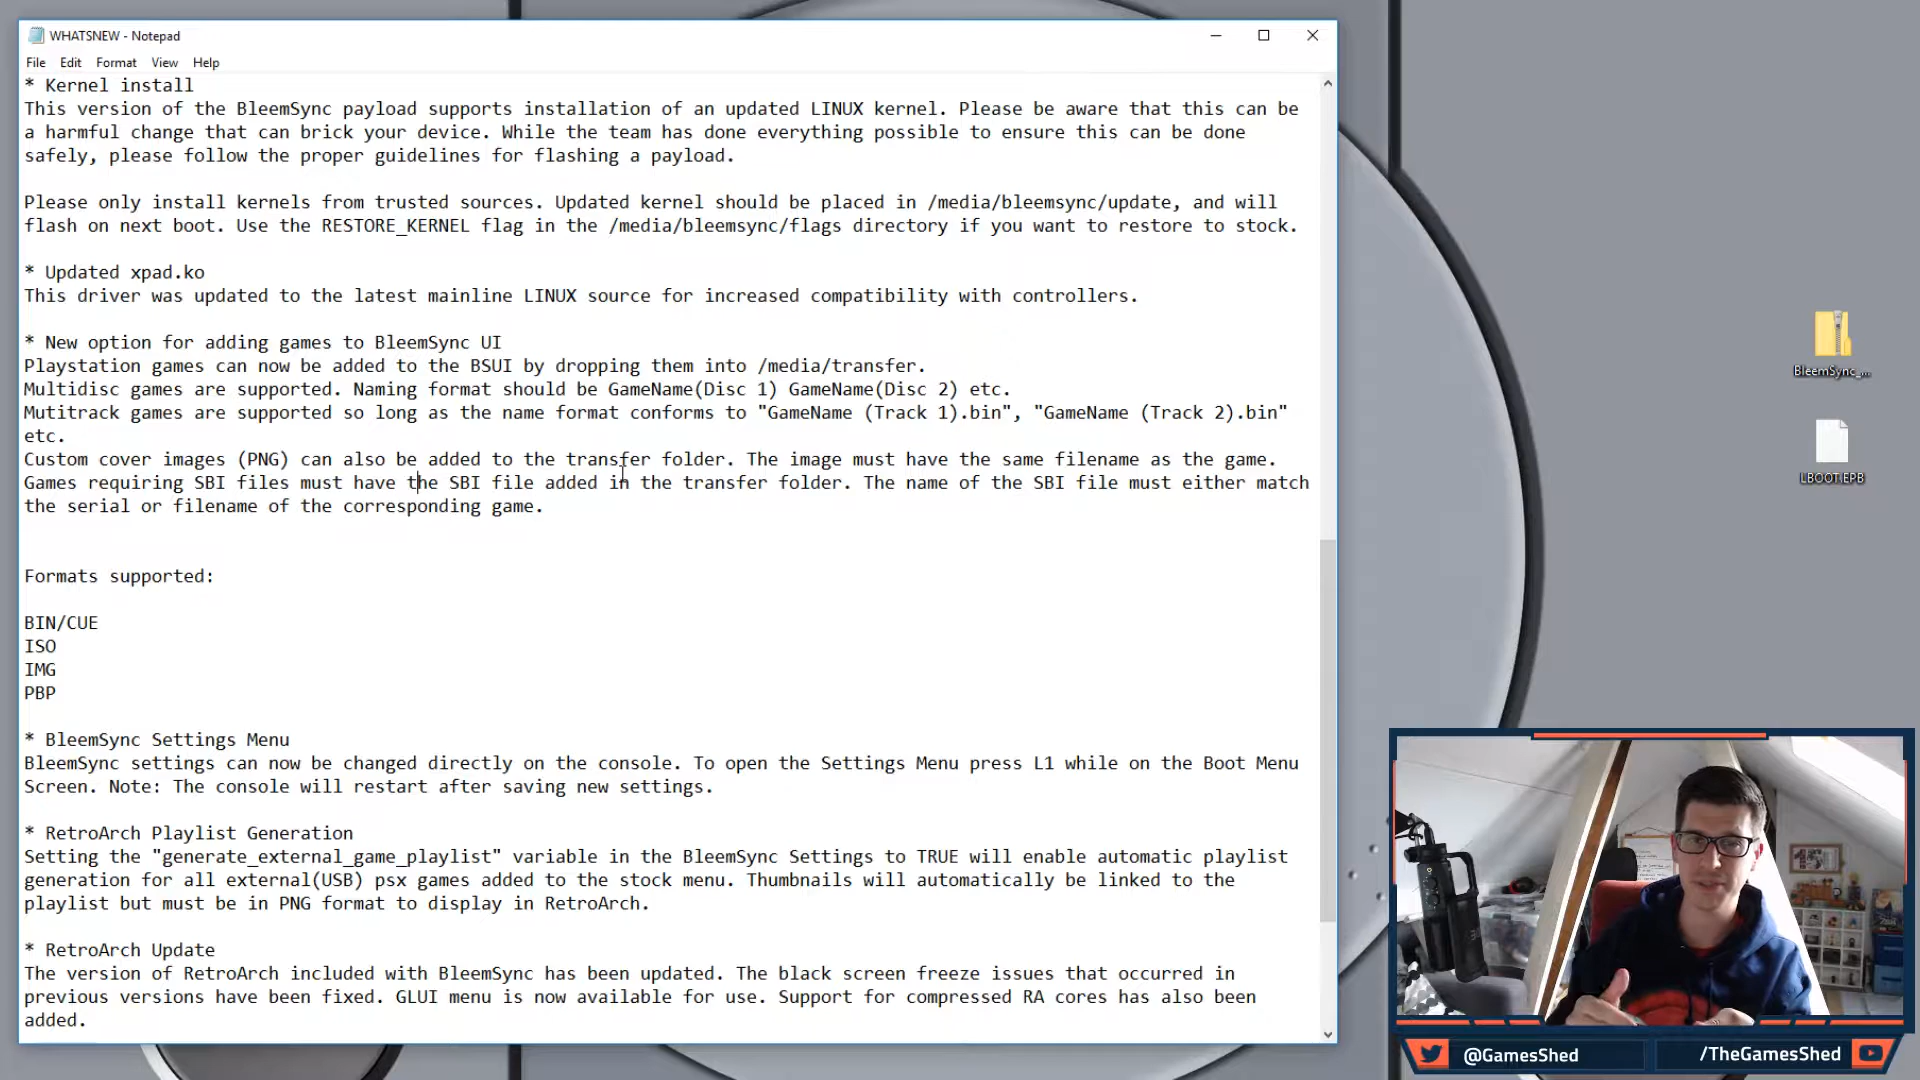 WHATSNEW - Notepad
File Edit Format View Help
* Kernel install
This version of the BleemSync payload supports installation of an updated LINUX kernel. Please be aware that this can be
a harmful change that can brick your device. While the team has done everything possible to ensure this can be done
safely, please follow the proper guidelines for flashing a payload.
Please only install kernels from trusted sources. Updated kernel should be placed in /media/bleemsync/update, and will
flash on next boot. Use the RESTORE_KERNEL flag in the /media/bleemsync/flags directory if you want to restore to stock.
* Updated xpad.ko
This driver was updated to the latest mainline LINUX source for increased compatibility with controllers.
* New option for adding games to BleemSync UI
Playstation games can now be added to the BSUI by dropping them into /media/transfer.
Multidisc games are supported. Naming format should be GameName(Disc 1) GameName(Disc 2) etc.
Mutitrack games are supported so long as the name format conforms to "GameName (Track 1).bin", "GameName (Track 2).bin"
etc.
Custom cover images (PNG) can also be added to the transfer folder. The image must have the same filename as the game.
Games requiring SBI files must have the SBI file added in the transfer folder. The name of the SBI file must either match
the serial or filename of the corresponding game.
Formats supported:
BIN/CUE
ISO
IMG
PBP
* BleemSync Settings Menu
BleemSync settings can now be changed directly on the console. To open the Settings Menu press L1 while on the Boot Menu
Screen. Note: The console will restart after saving new settings.
* RetroArch Playlist Generation
Setting the "generate_external_game_playlist" variable in the BleemSync Settings to TRUE will enable automatic playlist
generation for all external(USB) psx games added to the stock menu. Thumbnails will automatically be linked to the
playlist but must be in PNG format to display in RetroArch.
* RetroArch Update
The version of RetroArch included with BleemSync has been updated. The black screen freeze issues that occurred in
previous versions have been fixed. GLUI menu is now available for use. Support for compressed RA cores has also been
added.
BleemSync_...
LBOOT.EPB
@GamesShed
/TheGamesShed